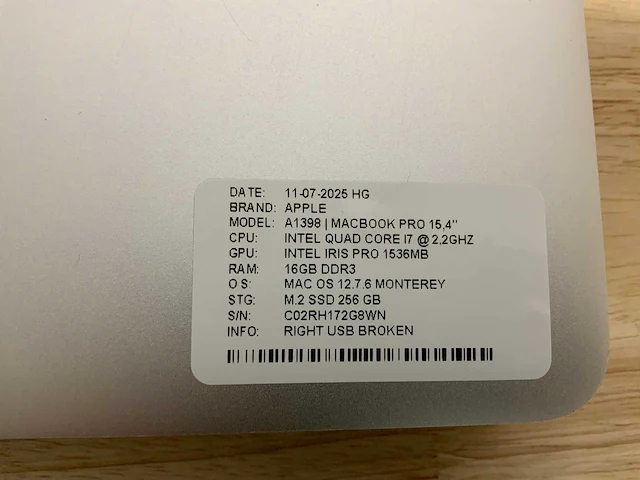 DATE: 11-07-2025 HG
BRAND: APPLE
MODEL: A1398 | MACBOOK PRO 15,4"
CPU: INTEL QUAD CORE I7 @ 2.2GHZ
GPU: INTEL IRIS PRO 1536MB
RAM: 16GB DDR3
OS: MAC OS 12.7.6 MONTEREY
STG: M.2 SSD 256 GB
S/N: C02RH172G8WN
INFO: RIGHT USB BROKEN